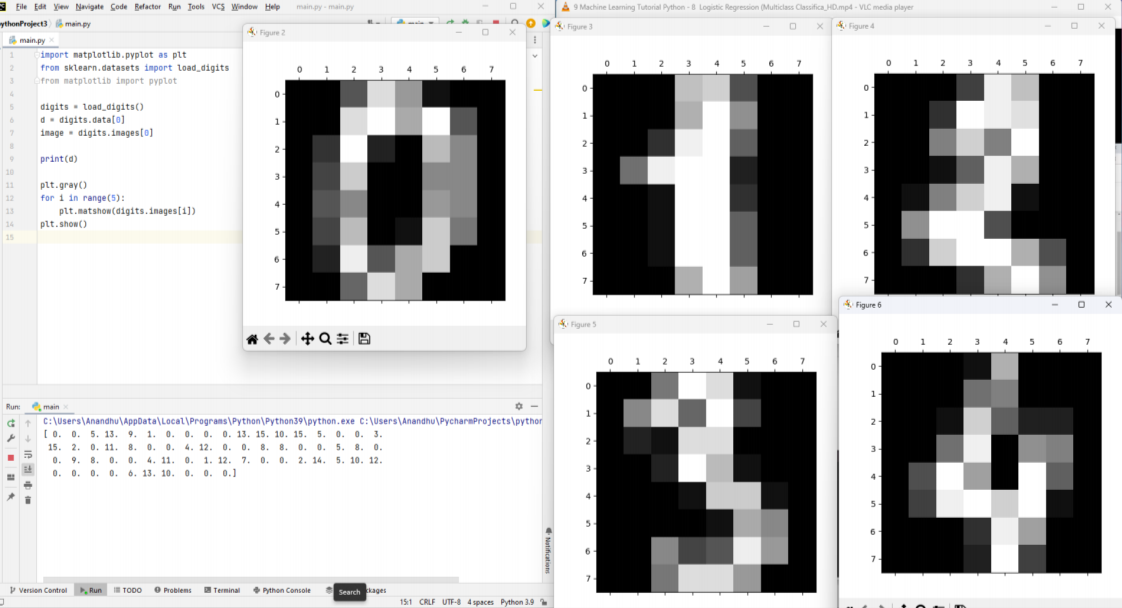 File Edit View Navigate Code Refactor Run Tools VCS Window Help main.py - main.py
9 Machine Learning Tutorial Python - 8 Logistic Regression (Multiclass Classifica_HD.mp4 - VLC media player
ythonProject3 main.py main
main.py
1 import matplotlib.pyplot as plt
2 from sklearn.datasets import load_digits
3 from matplotlib import pyplot
4
5 digits = load_digits()
6 d = digits.data[0]
7 image = digits.images[0]
8
9 print(d)
10
11 plt.gray()
12 for i in range(5):
13 plt.matshow(digits.images[i])
14 plt.show()
15
Figure 2
0 1 2 3 4 5 6 7
0
1
2
3
4
5
6
7
Figure 3
0 1 2 3 4 5 6 7
0
1
2
3
4
5
6
7
Figure 4
0 1 2 3 4 5 6 7
0
1
2
3
4
5
6
7
Figure 5
0 1 2 3 4 5 6 7
0
1
2
3
4
5
6
7
Figure 6
0 1 2 3 4 5 6 7
0
1
2
3
4
5
6
7
Run: main
C:\Users\Anandhu\AppData\Local\Programs\Python\Python39\python.exe C:\Users\Anandhu\PycharmProjects\python
[ 0. 0. 5. 13. 9. 1. 0. 0. 0. 0. 13. 15. 10. 15. 5. 0. 0. 3.
15. 2. 0. 11. 8. 0. 0. 4. 12. 0. 0. 8. 8. 0. 0. 5. 8. 0.
0. 9. 8. 0. 0. 4. 11. 0. 1. 12. 7. 0. 0. 2. 14. 5. 10. 12.
0. 0. 0. 0. 6. 13. 10. 0. 0. 0.]
Notifications
Version Control Run TODO Problems Terminal Python Console ckages
Search
15:1 CRLF UTF-8 4 spaces Python 3.9